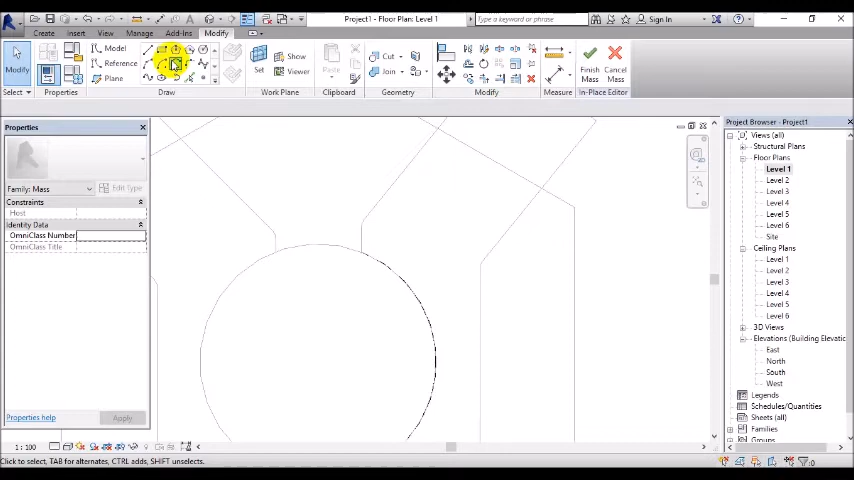 Project1 - Floor Plan: Level 1
Type a keyword or phrase
Sign In
Create Insert View Manage Add-Ins Modify
Modify
Model
Reference
Plane
Set
Show
Viewer
Paste
Cut
Join
Finish
Mass
Cancel
Mass
Select Properties Draw Work Plane Clipboard Geometry Modify Measure In-Place Editor
Properties
Family: Mass
Edit Type
Constraints
Host
Identity Data
OmniClass Number
OmniClass Title
Properties help
Apply
Project Browser - Project1
Views (all)
Structural Plans
Floor Plans
Level 1
Level 2
Level 3
Level 4
Level 5
Level 6
Site
Ceiling Plans
Level 1
Level 2
Level 3
Level 4
Level 5
Level 6
3D Views
Elevations (Building Elevatio
East
North
South
West
Legends
Schedules/Quantities
Sheets (all)
Families
Groups
1 : 100
Click to select, TAB for alternates, CTRL adds, SHIFT unselects.
:0